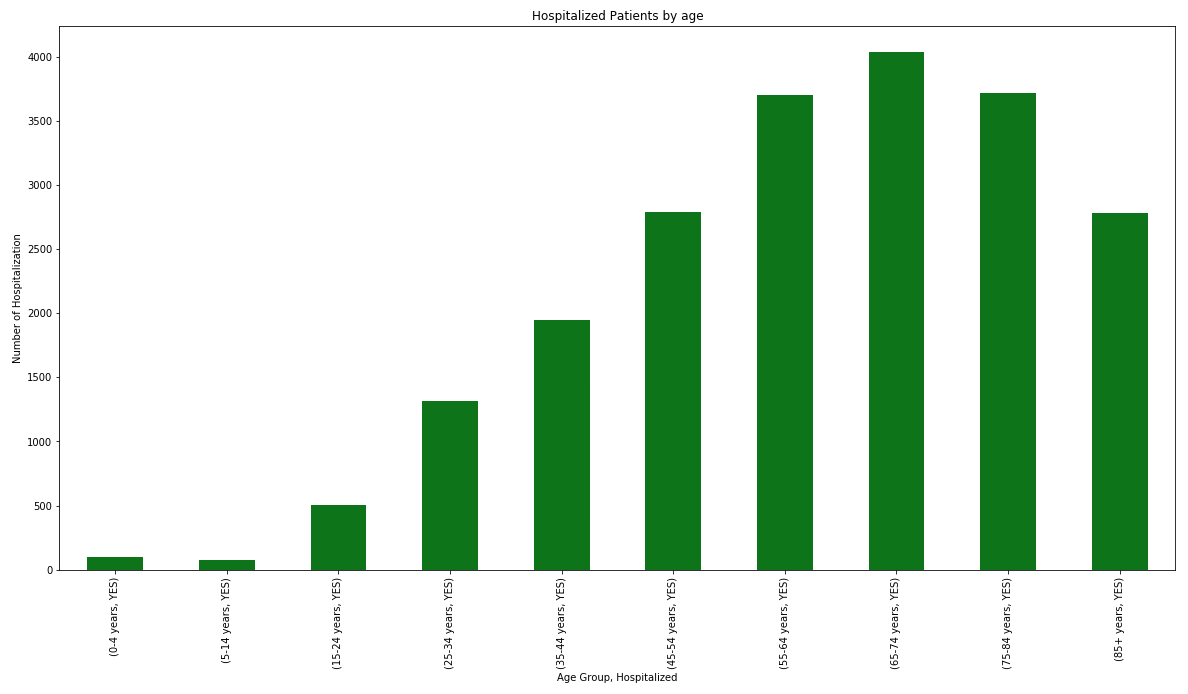 Hospitalized Patients by age
4000
3500
3000
2500
2000
1500
1000
500
0
Number of Hospitalization
(0-4 years, YES)
(5-14 years, YES)
(15-24 years, YES)
(25-34 years, YES)
(35-44 years, YES)
(45-54 years, YES)
(55-64 years, YES)
(65-74 years, YES)
(75-84 years, YES)
(85+ years, YES)
Age Group, Hospitalized